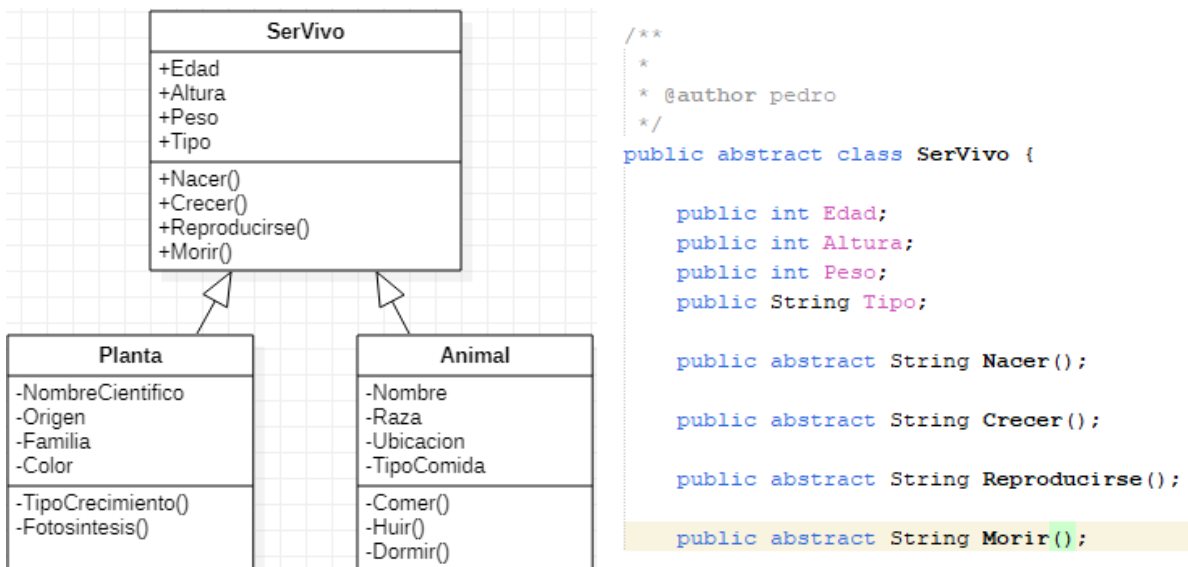 SerVivo
+Edad
+Altura
+Peso
+Tipo
+Nacer()
+Crecer()
+Reproducirse()
+Morir()
Planta
-NombreCientifico
-Origen
-Familia
-Color
-TipoCrecimiento()
-Fotosintesis()
Animal
-Nombre
-Raza
-Ubicacion
-TipoComida
-Comer()
-Huir()
-Dormir()
/**
*
* @author pedro
*/
public abstract class SerVivo {
public int Edad;
public int Altura;
public int Peso;
public String Tipo;
public abstract String Nacer();
public abstract String Crecer();
public abstract String Reproducirse();
public abstract String Morir();